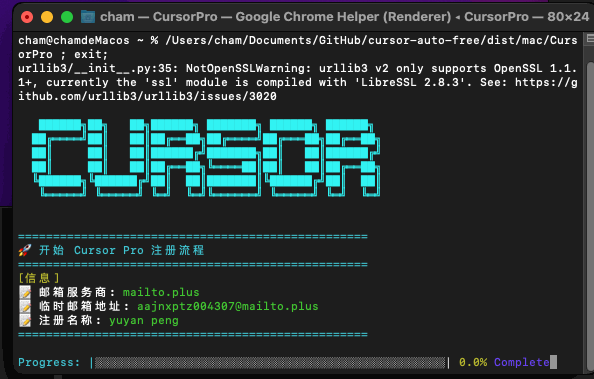 cham — CursorPro — Google Chrome Helper (Renderer) ◂ CursorPro — 80×24
cham@chamdeMacos ~ % /Users/cham/Documents/GitHub/cursor-auto-free/dist/mac/Curs
orPro ; exit;
urllib3/__init__.py:35: NotOpenSSLWarning: urllib3 v2 only supports OpenSSL 1.1.
1+, currently the 'ssl' module is compiled with 'LibreSSL 2.8.3'. See: https://g
ithub.com/urllib3/urllib3/issues/3020
CURSOR
==================================================
🚀 开始 Cursor Pro 注册流程
==================================================
[信息]
📝 邮箱服务商: mailto.plus
📝 临时邮箱地址: aajnxptz004307@mailto.plus
📝 注册名称: yuyan peng
==================================================
Progress: |░░░░░░░░░░░░░░░░░░░░░░░░░░░░░░░░░░░░░░░░░░░░░░░░░░| 0.0% Complete